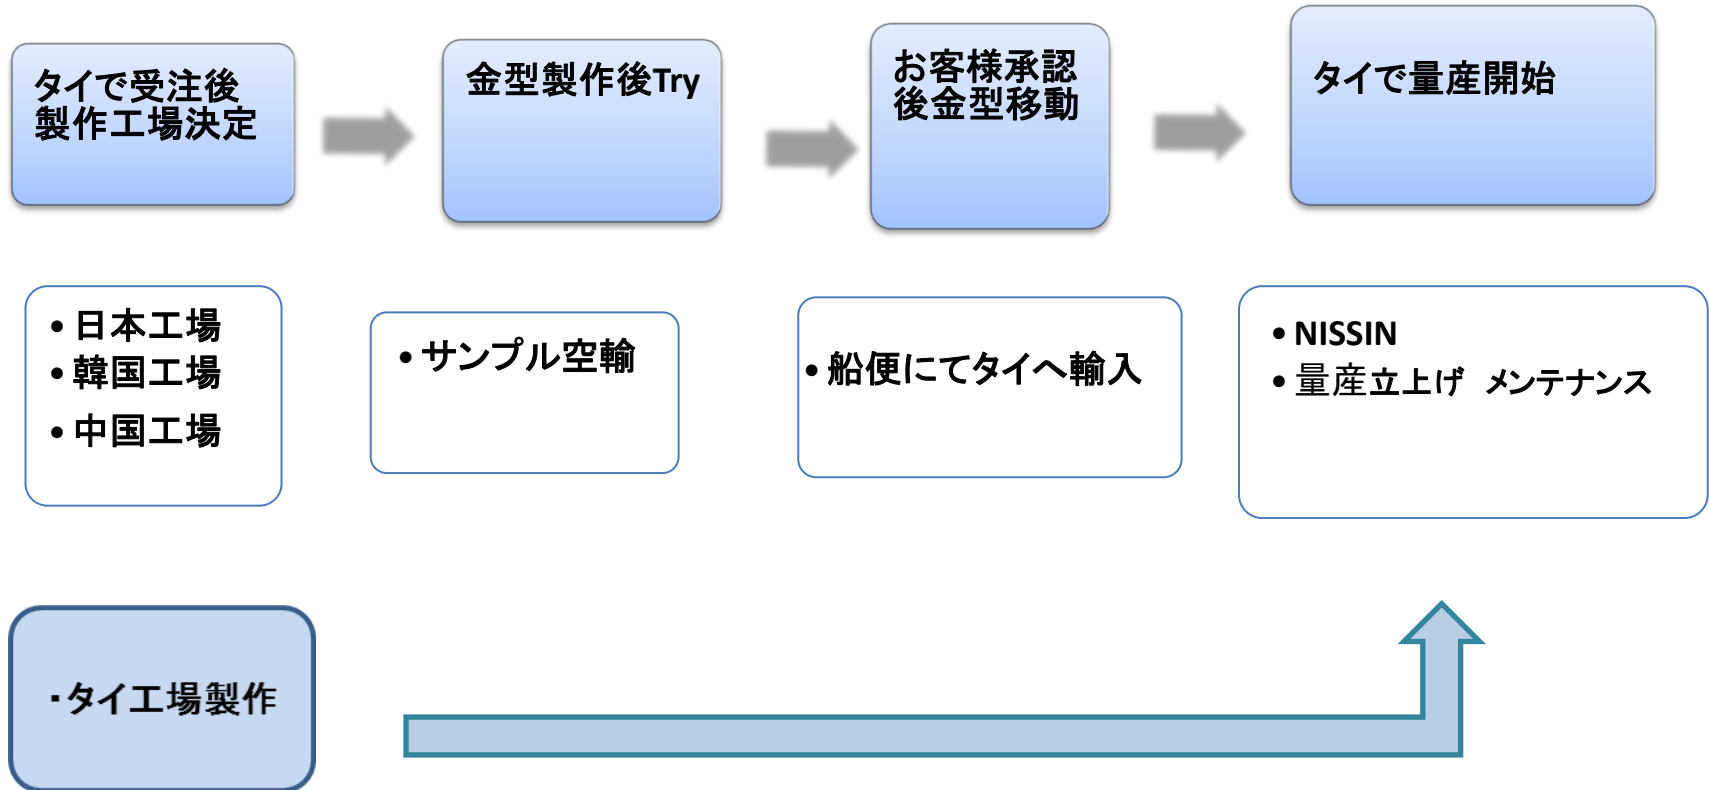 タイで受注後
製作工場決定
金型製作後Try
お客様承認
後金型移動
タイで量産開始
• 日本工場
• 韓国工場
• 中国工場
• サンプル空輸
• 船便にてタイへ輸入
• NISSIN
• 量産立上げ　メンテナンス
・タイ工場製作